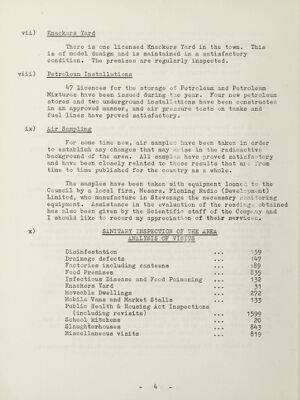 vii) Knackers Yard
There is one licensed Knackers Yard in the town. This
is of model design and is maintained in a satisfactory
condition. The premises are regularly inspected.
viii) Petroleum Installations
47 licences for the storage of Petroleum and Petroleum
Mixtures have been issued during the year. Four new petroleum
stores and two underground installations have been constructed
in an approved manner, and air pressure tests on tanks and
fuel lines have proved satisfactory.
ix) Air Sampling
For some time now, air samples have been taken in order
to establish any changes that may arise in the radioactive
background of the area. All samples have proved satisfactory
and have been closely related to those results that are from
time to time published for the country as a whole.
The samples have been taken with equipment loaned to the
Council by a local firm, Messrs. Fleming Radio (Development)
Limited, who manufacture in Stevenage the necessary monitoring
equipment. Assistance in the evaluation of the readings obtained
has also been given by the Scientific staff of the Company and
I should like to record my appreciation of their services.
x) SANITARY INSPECTION OF THE AREA
ANALYSIS OF VISITS
Disinfestation ... 159
Drainage defects ... 147
Factories including canteens ... 189
Food Premises ... 835
Infectious Disease and Food Poisoning ... 132
Knackers Yard ... 31
Moveable Dwellings ... 272
Mobile Vans and Market Stalls ... 133
Public Health & Housing Act Inspections
(including revisits) ... 1599
School kitchens ... 20
Slaughterhouses ... 843
Miscellaneous visits ... 819
- 4 -